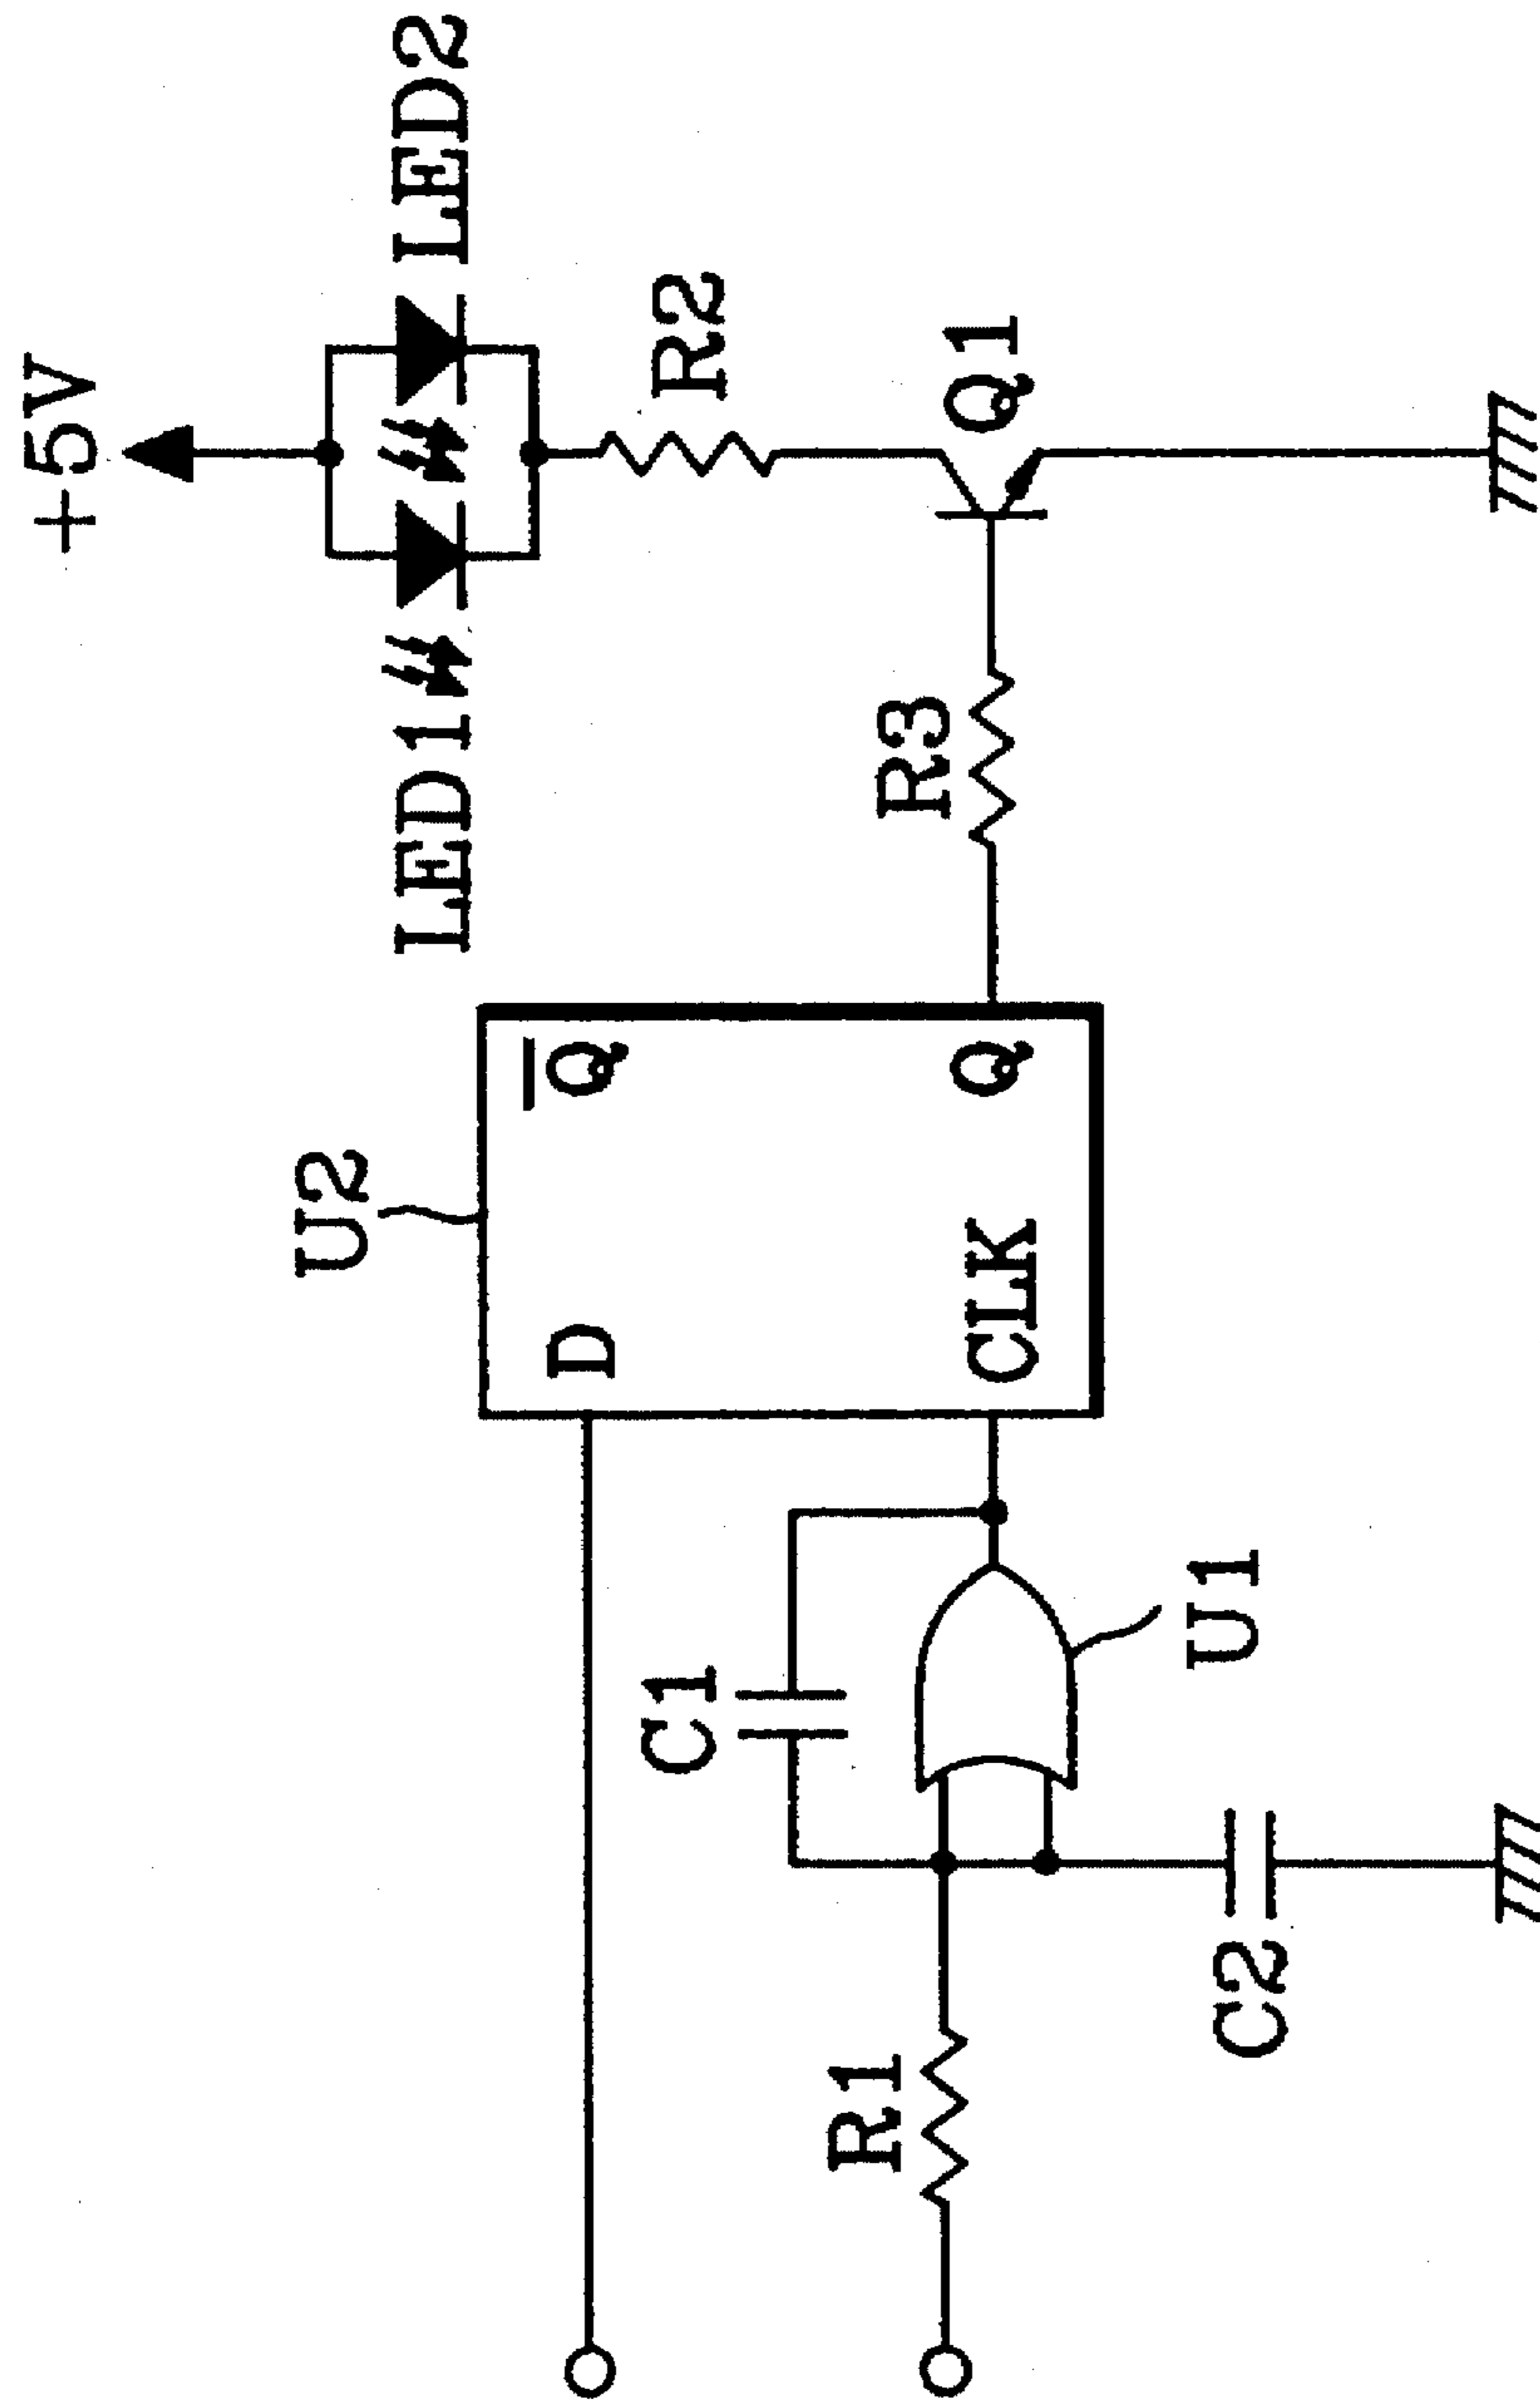 +5V
LED1
LED2
R2
Q1
R3
U2
D
Q̅
CLK
Q
C1
U1
R1
C2